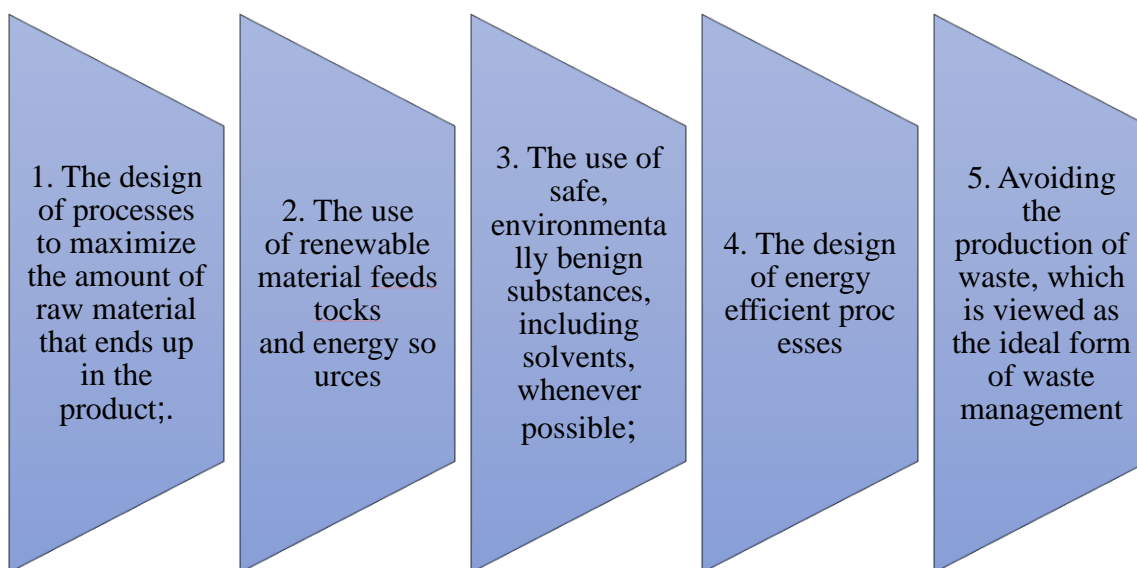 1. The design
of processes
to maximize
the amount of
raw material
that ends up
in the
product;.
2. The use
of renewable
material feeds
tocks
and energy so
urces
3. The use of
safe,
environmenta
lly benign
substances,
including
solvents,
whenever
possible;
4. The design
of energy
efficient proc
esses
5. Avoiding
the
production of
waste, which
is viewed as
the ideal form
of waste
management